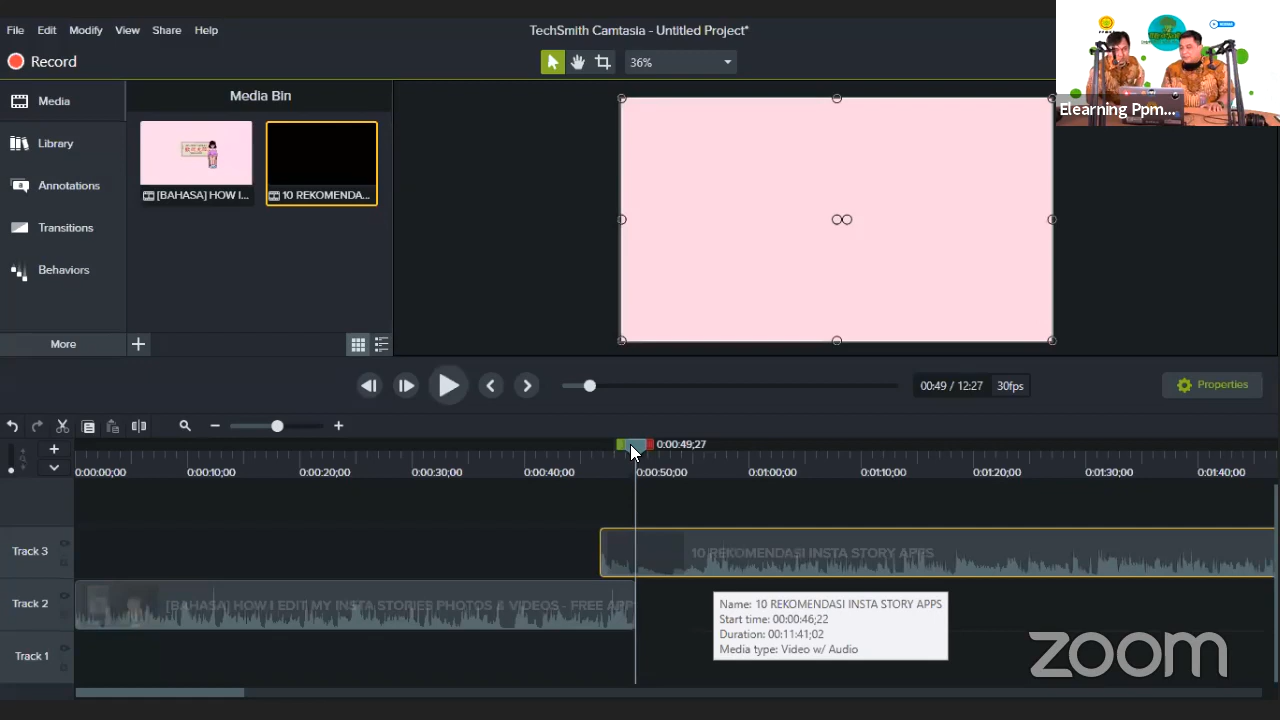 File Edit Modify View Share Help
TechSmith Camtasia - Untitled Project*
Record
36%
Elearning Ppm...
Media
Library
Annotations
Transitions
Behaviors
More
Media Bin
[BAHASA] HOW I...
10 REKOMENDA...
00:49 / 12:27
30fps
Properties
0:00:49;27
0:00:00;00 0:00:10;00 0:00:20;00 0:00:30;00 0:00:40;00 0:00:50;00 0:01:00;00 0:01:10;00 0:01:20;00 0:01:30;00 0:01:40;00
Track 3
10 REKOMENDASI INSTA STORY APPS
Track 2
[BAHASA] HOW I EDIT MY INSTA STORIES PHOTOS & VIDEOS - FREE APP
Track 1
Name: 10 REKOMENDASI INSTA STORY APPS
Start time: 00:00:46;22
Duration: 00:11:41;02
Media type: Video w/ Audio
zoom